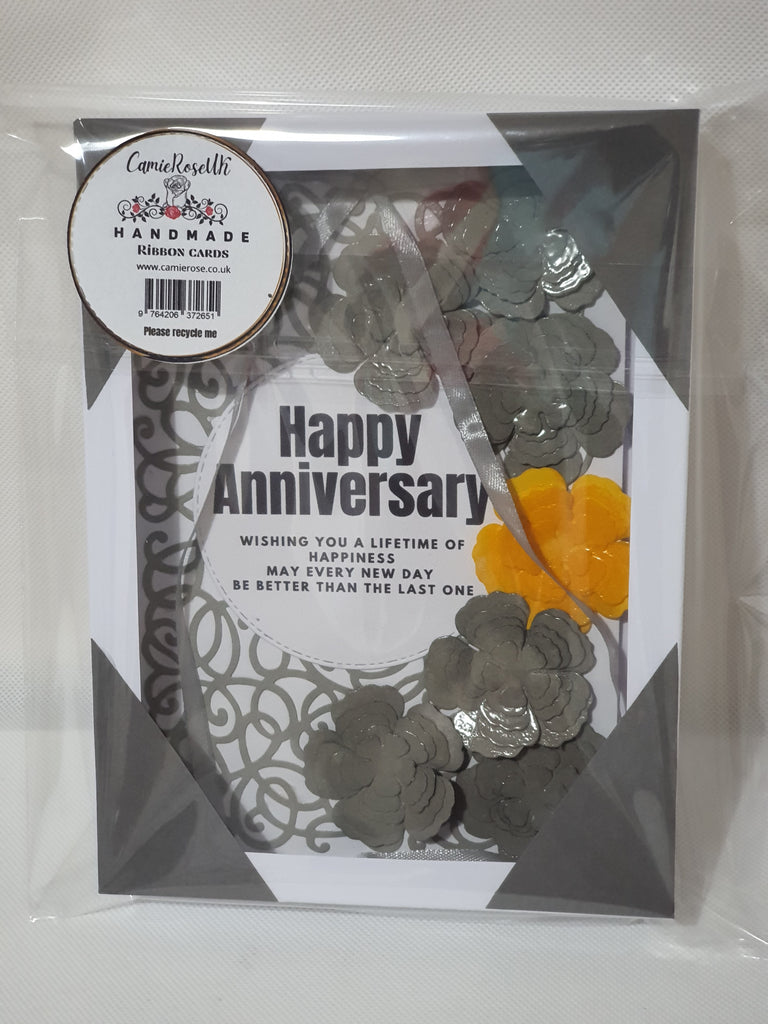 CamieRoseUK
HANDMADE
RIBBON CARDS
www.camierose.co.uk
9 764206 372651
Please recycle me
Happy
Anniversary
WISHING YOU A LIFETIME OF
HAPPINESS
MAY EVERY NEW DAY
BE BETTER THAN THE LAST ONE